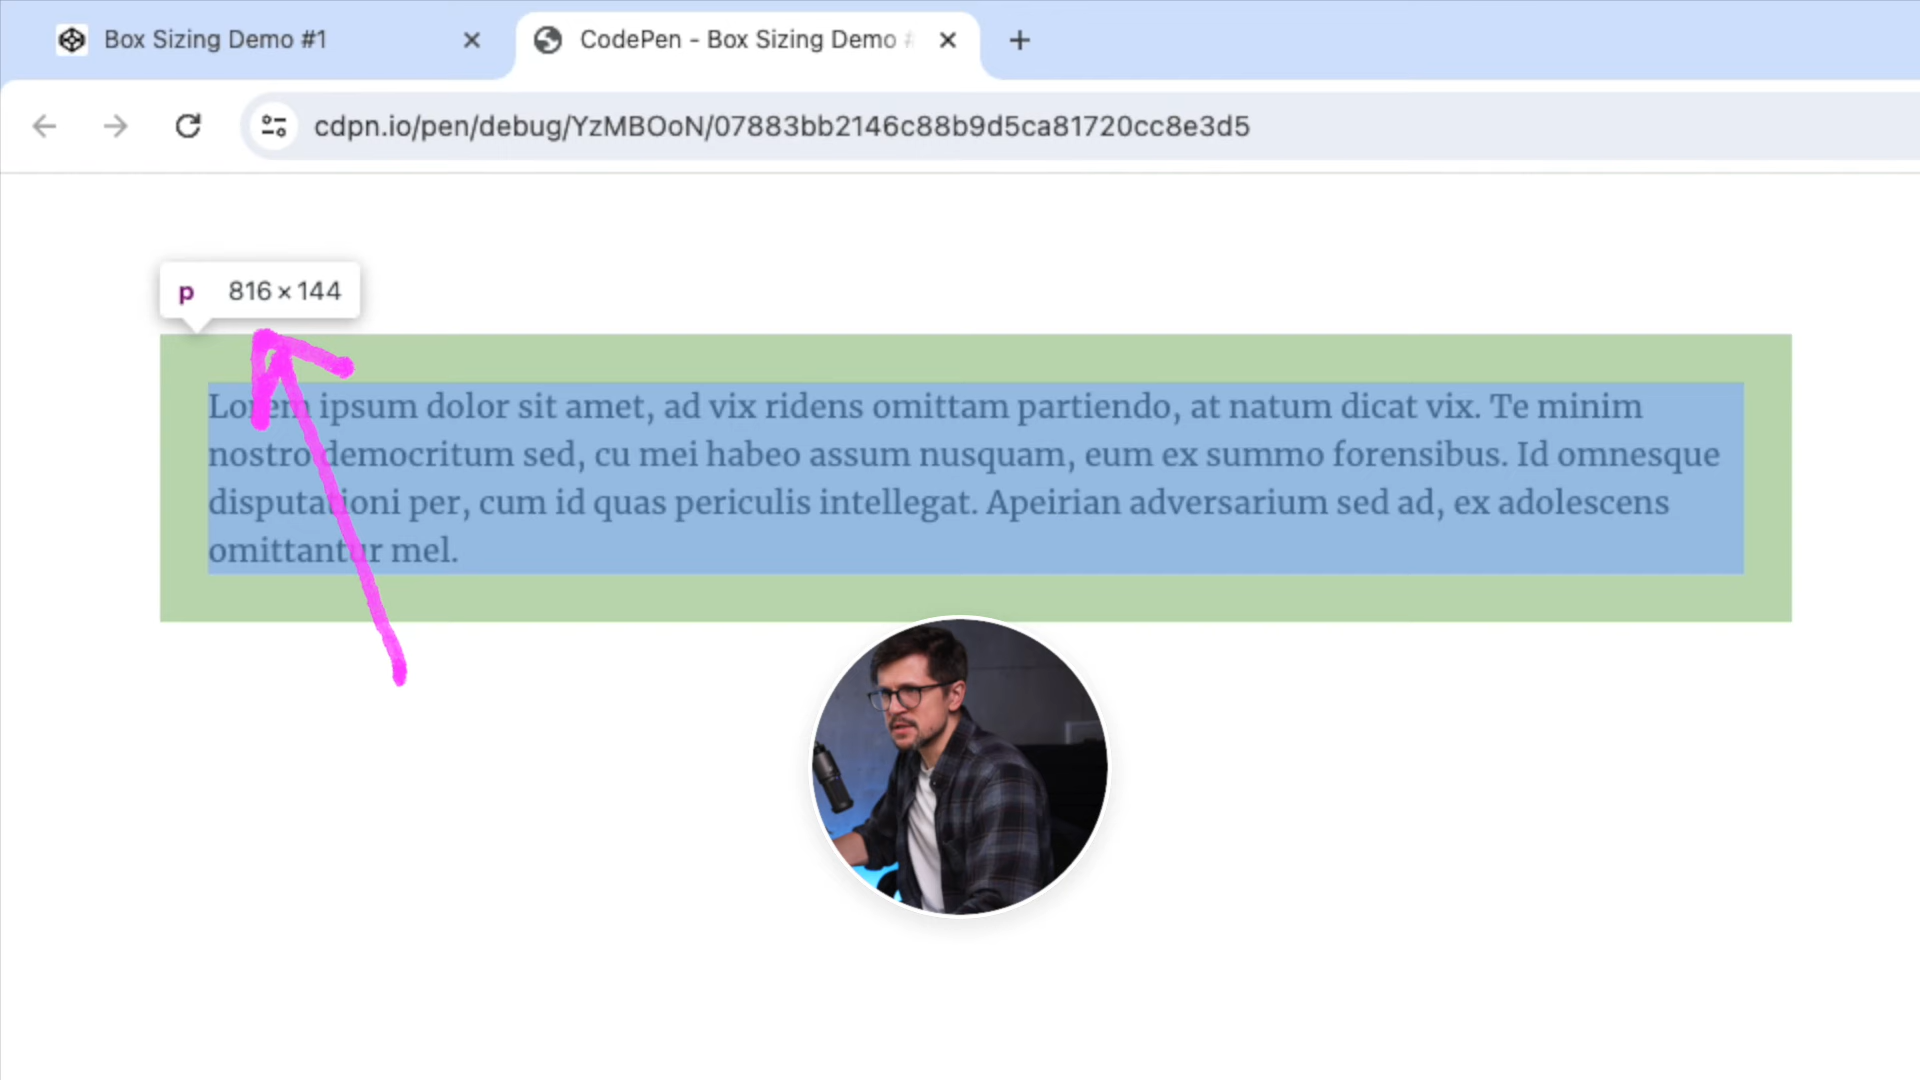 Box Sizing Demo #1
CodePen - Box Sizing Demo #
cdpn.io/pen/debug/YzMBOoN/07883bb2146c88b9d5ca81720cc8e3d5
p 816 × 144
Lorem ipsum dolor sit amet, ad vix ridens omittam partiendo, at natum dicat vix. Te minim
nostro democritum sed, cu mei habeo assum nusquam, eum ex summo forensibus. Id omnesque
disputationi per, cum id quas periculis intellegat. Apeirian adversarium sed ad, ex adolescens
omittantur mel.